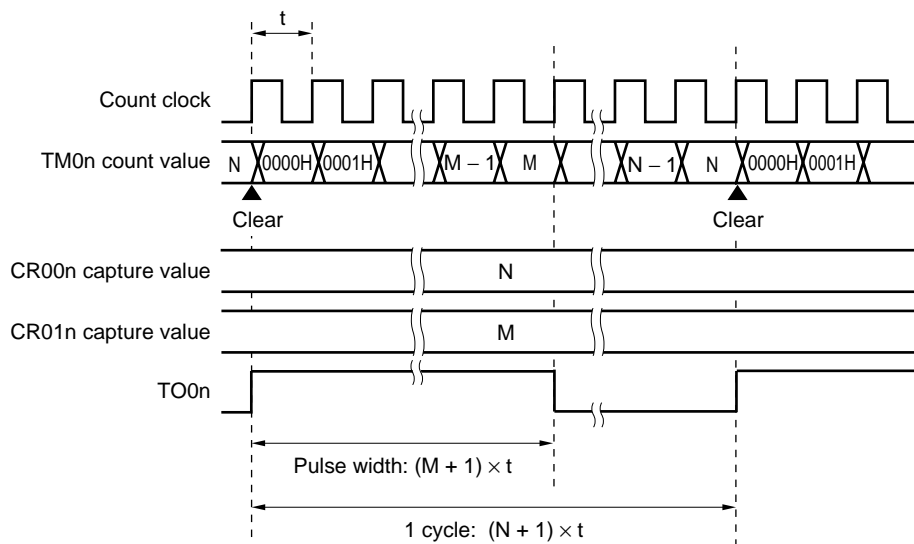 t
Count clock
TM0n count value N 0000H 0001H M – 1 M N – 1 N 0000H 0001H
Clear Clear
CR00n capture value N
CR01n capture value M
TO0n
Pulse width: (M + 1) × t
1 cycle: (N + 1) × t